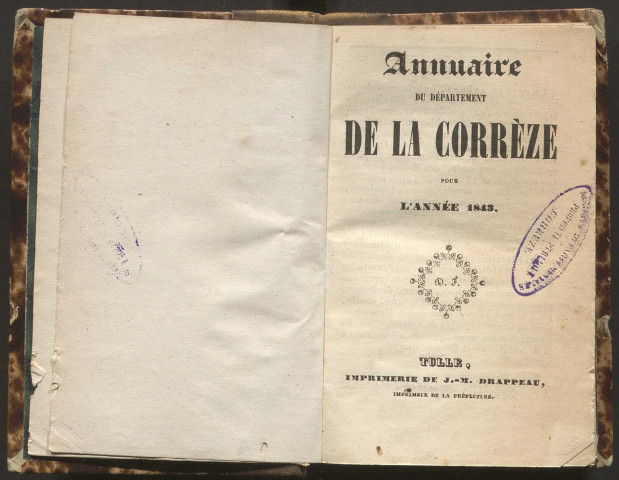 Annuaire
DU DÉPARTEMENT
DE LA CORRÈZE
POUR
L'ANNÉE 1843.
TULLE,
IMPRIMERIE DE J.-M. DRAPPEAU,
IMPRIMEUR DE LA PRÉFECTURE.